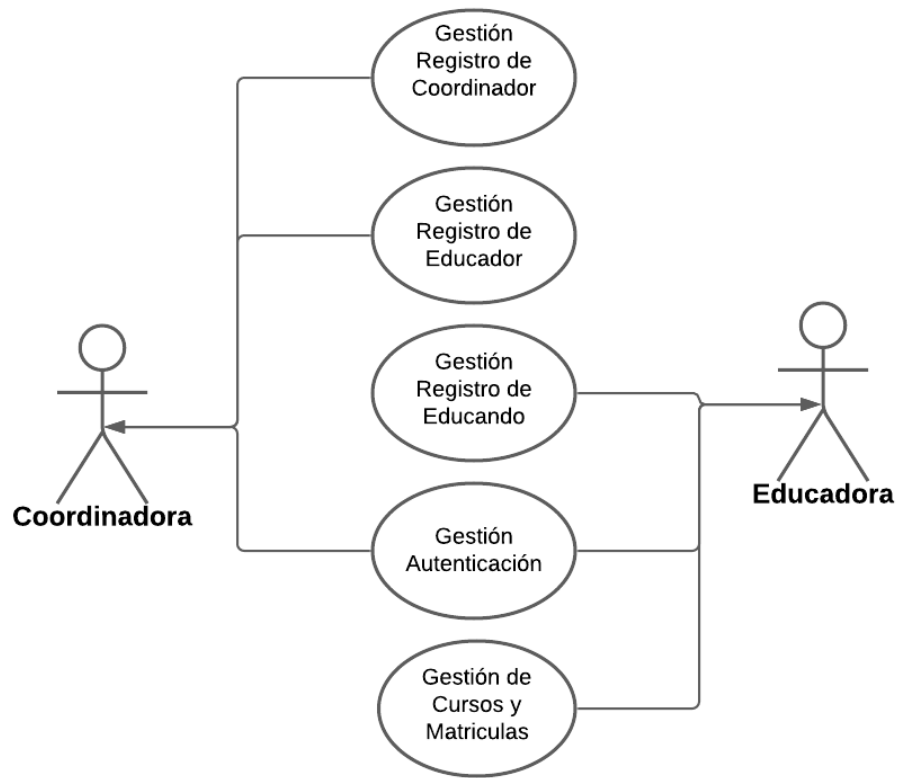 Gestión
Registro de
Coordinador
Gestión
Registro de
Educador
Gestión
Registro de
Educando
Coordinadora
Educadora
Gestión
Autenticación
Gestión de
Cursos y
Matriculas